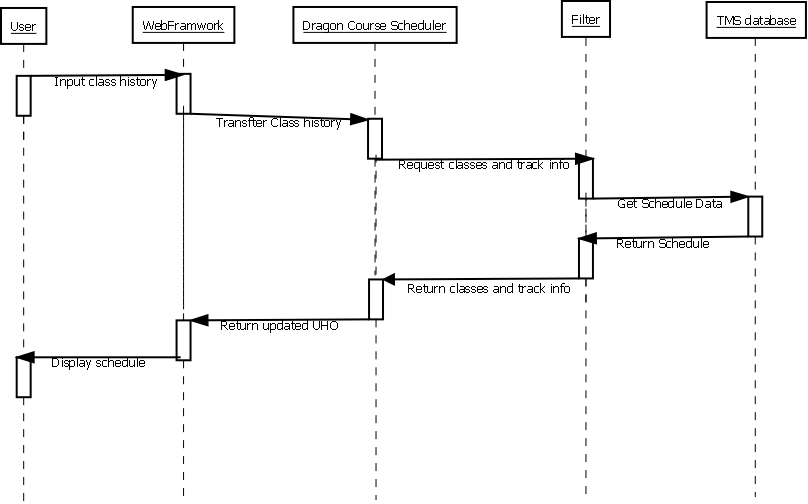 User
WebFramwork
Dragon Course Scheduler
Filter
TMS database
Input class history
Transfter Class history
Request classes and track info
Get Schedule Data
Return Schedule
Return classes and track info
Return updated UHO
Display schedule